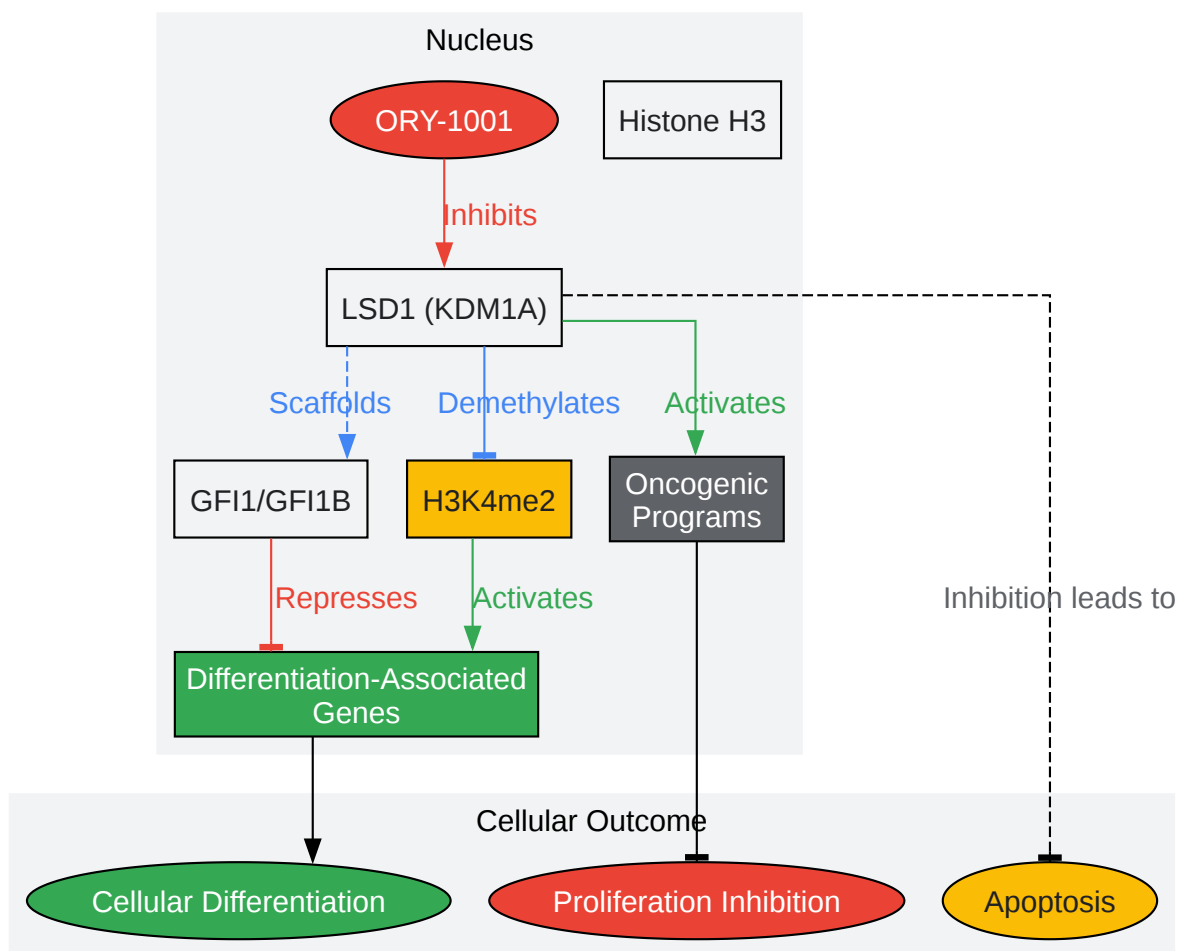 Nucleus
ORY-1001
Histone H3
Inhibits
LSD1 (KDM1A)
Scaffolds
Demethylates
Activates
GFI1/GFI1B
H3K4me2
Oncogenic
Programs
Represses
Activates
Inhibition leads to
Differentiation-Associated
Genes
Cellular Outcome
Cellular Differentiation
Proliferation Inhibition
Apoptosis